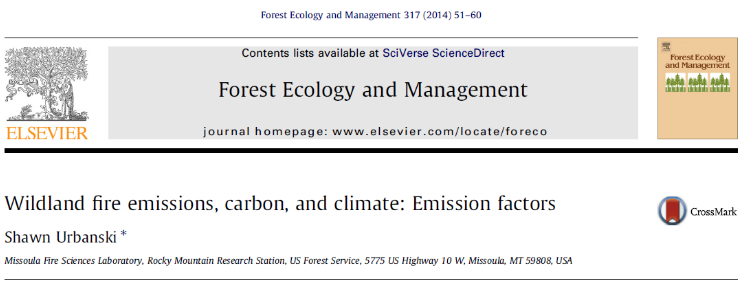 Forest Ecology and Management 317 (2014) 51–60
Contents lists available at SciVerse ScienceDirect
Forest Ecology and Management
journal homepage: www.elsevier.com/locate/foreco
ELSEVIER
Forest Ecology and Management
Wildland fire emissions, carbon, and climate: Emission factors
CrossMark
Shawn Urbanski *
Missoula Fire Sciences Laboratory, Rocky Mountain Research Station, US Forest Service, 5775 US Highway 10 W, Missoula, MT 59808, USA